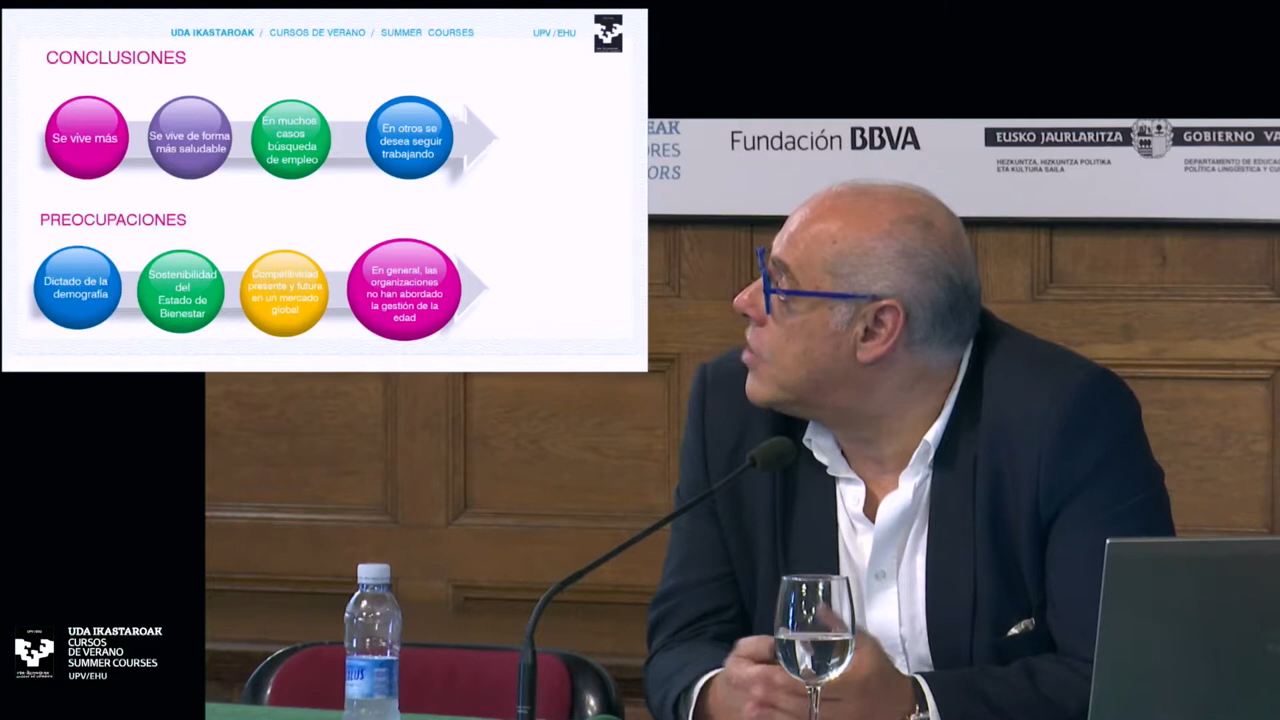 UDA IKASTAROAK / CURSOS DE VERANO / SUMMER COURSES
UPV/EHU
CONCLUSIONES
Se vive más
Se vive de forma
más saludable
En muchos
casos
búsqueda
de empleo
En otros se
desea seguir
trabajando
PREOCUPACIONES
Dictado de la
demografía
Sostenibilidad
del
Estado de
Bienestar
Competitividad
presente y futura
en un mercado
global
En general, las
organizaciones
no han abordado
la gestión de la
edad
EAK
ORES
ORS
Fundación BBVA
EUSKO JAURLARITZA
GOBIERNO VA
HEZKUNTZA, HIZKUNTZA POLITIKA
ETA KULTURA SAILA
DEPARTAMENTO DE EDUCA
POLÍTICA LINGÜÍSTICA Y CU
UDA IKASTAROAK
CURSOS
DE VERANO
SUMMER COURSES
UPV/EHU